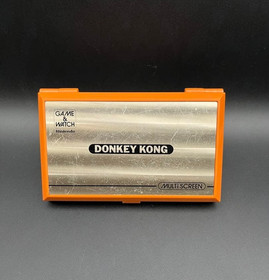 GAME
&
WATCH
Nintendo
DONKEY KONG
MULTI SCREEN